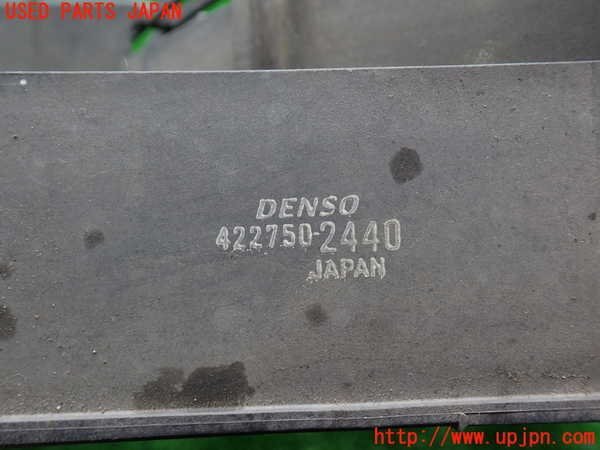 USED PARTS JAPAN
DENSO
422750-2440
JAPAN
http://www.upjpn.com/